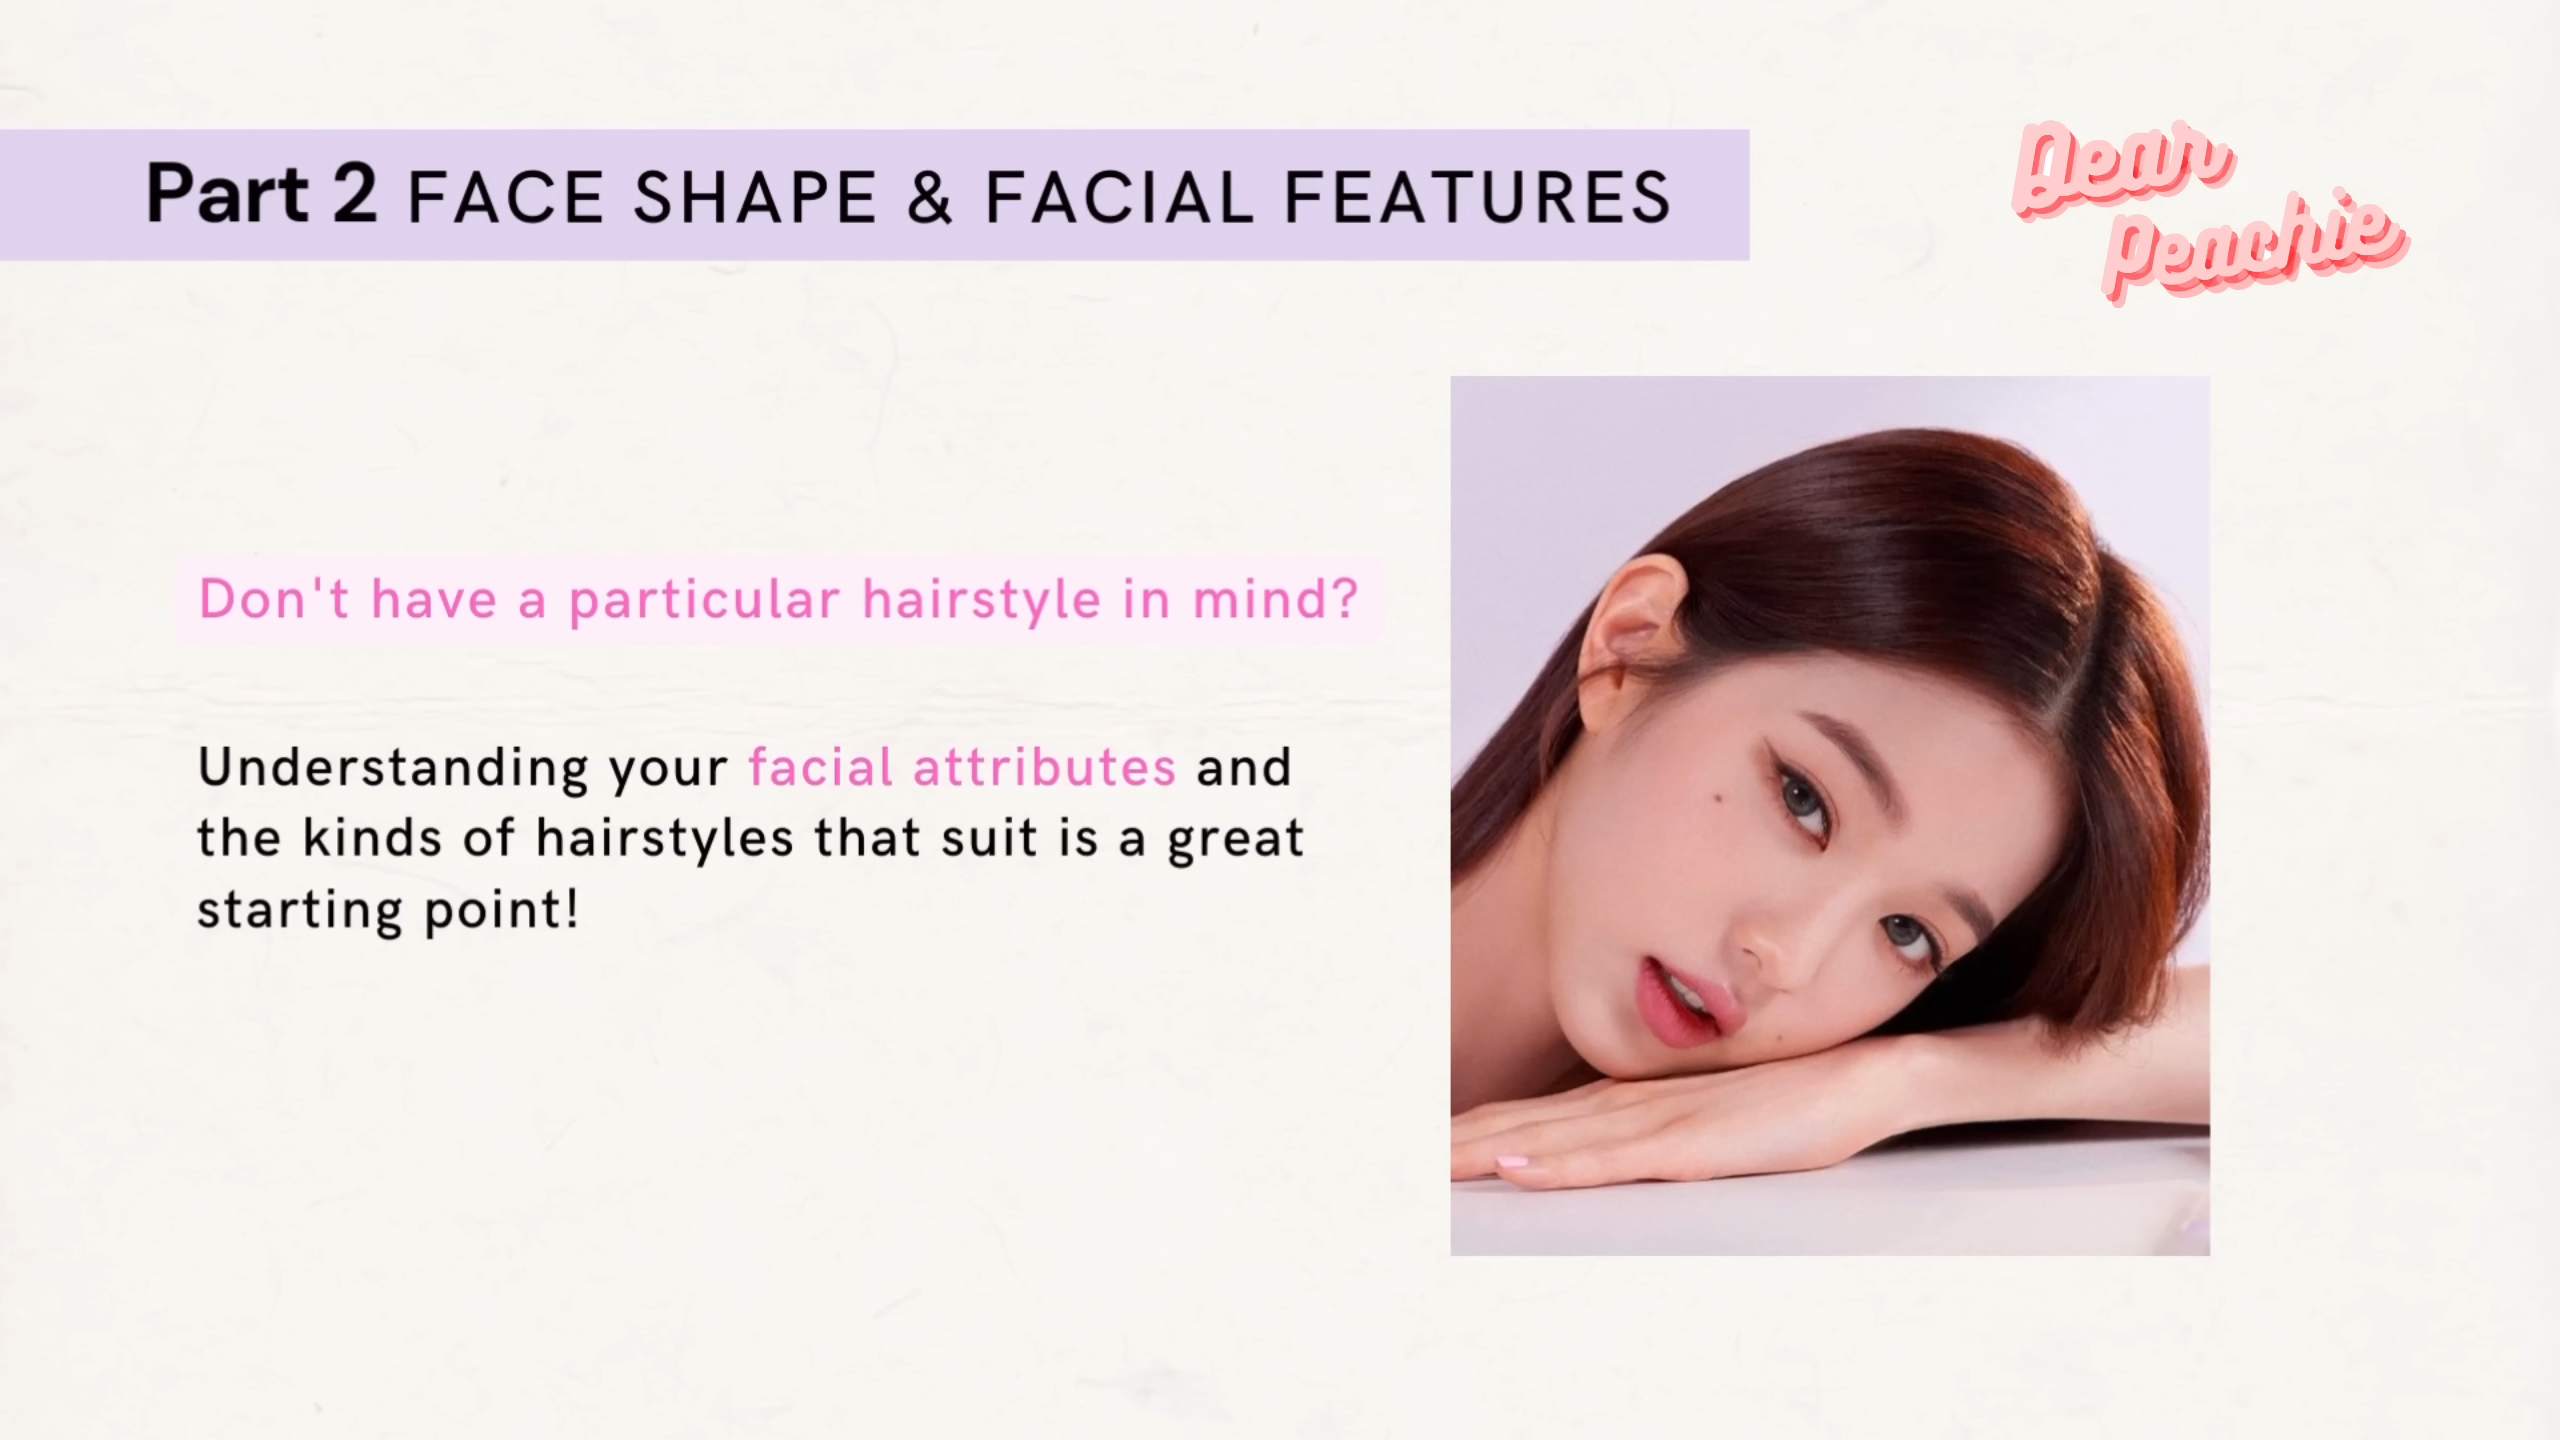 Part 2 FACE SHAPE & FACIAL FEATURES
Dear
Peachie
Don't have a particular hairstyle in mind?
Understanding your facial attributes and
the kinds of hairstyles that suit is a great
starting point!